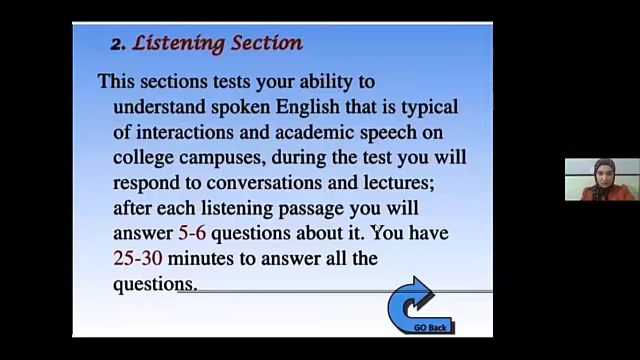 2. Listening Section
This sections tests your ability to
understand spoken English that is typical
of interactions and academic speech on
college campuses, during the test you will
respond to conversations and lectures;
after each listening passage you will
answer 5-6 questions about it. You have
25-30 minutes to answer all the
questions.
GO Back